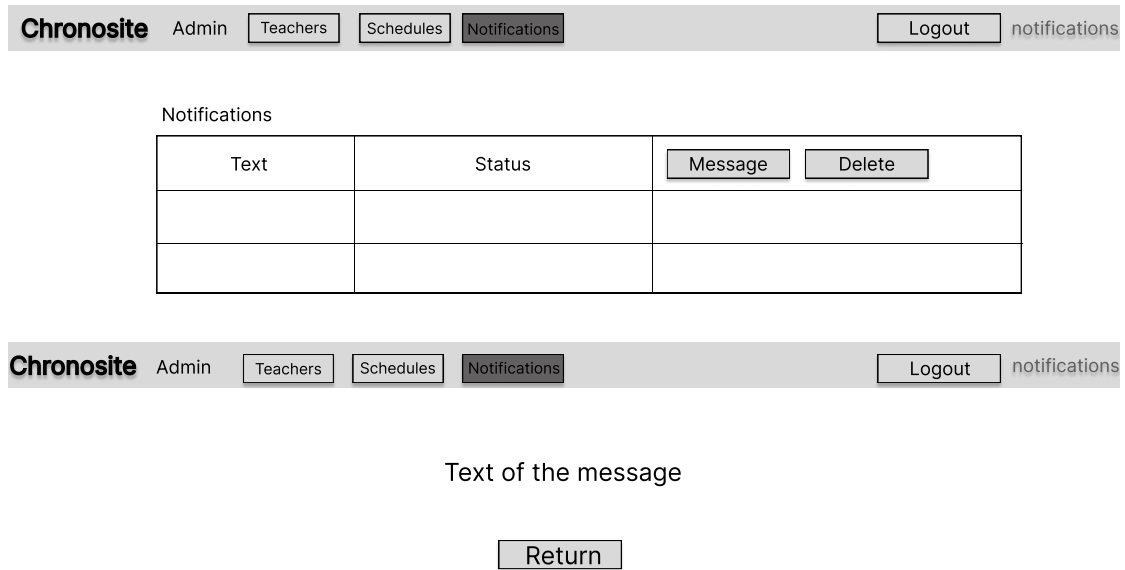 Chronosite Admin Teachers Schedules Notifications Logout notifications
Notifications
Text Status Message Delete
Chronosite Admin Teachers Schedules Notifications Logout notifications
Text of the message
Return